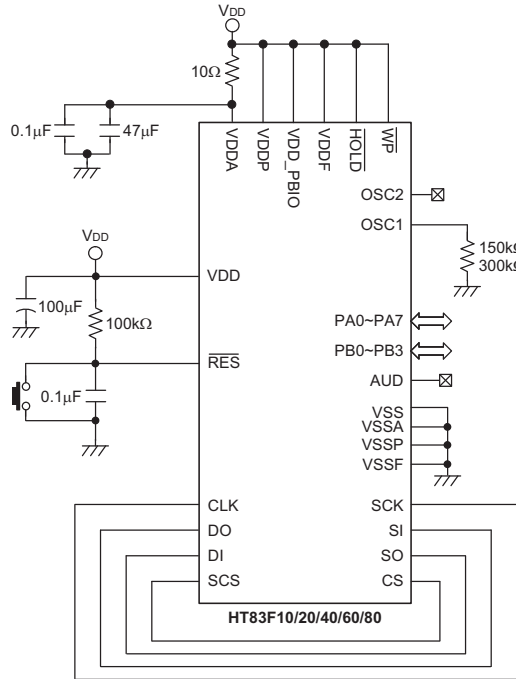 VDD
10Ω
0.1μF
47μF
VDDA
VDDP
VDD_PBIO
VDDF
HOLD
WP
OSC2
OSC1
150kΩ
300kΩ
VDD
VDD
100μF
100kΩ
RES
0.1μF
PA0~PA7
PB0~PB3
AUD
VSS
VSSA
VSSP
VSSF
CLK
SCK
DO
SI
DI
SO
SCS
CS
HT83F10/20/40/60/80